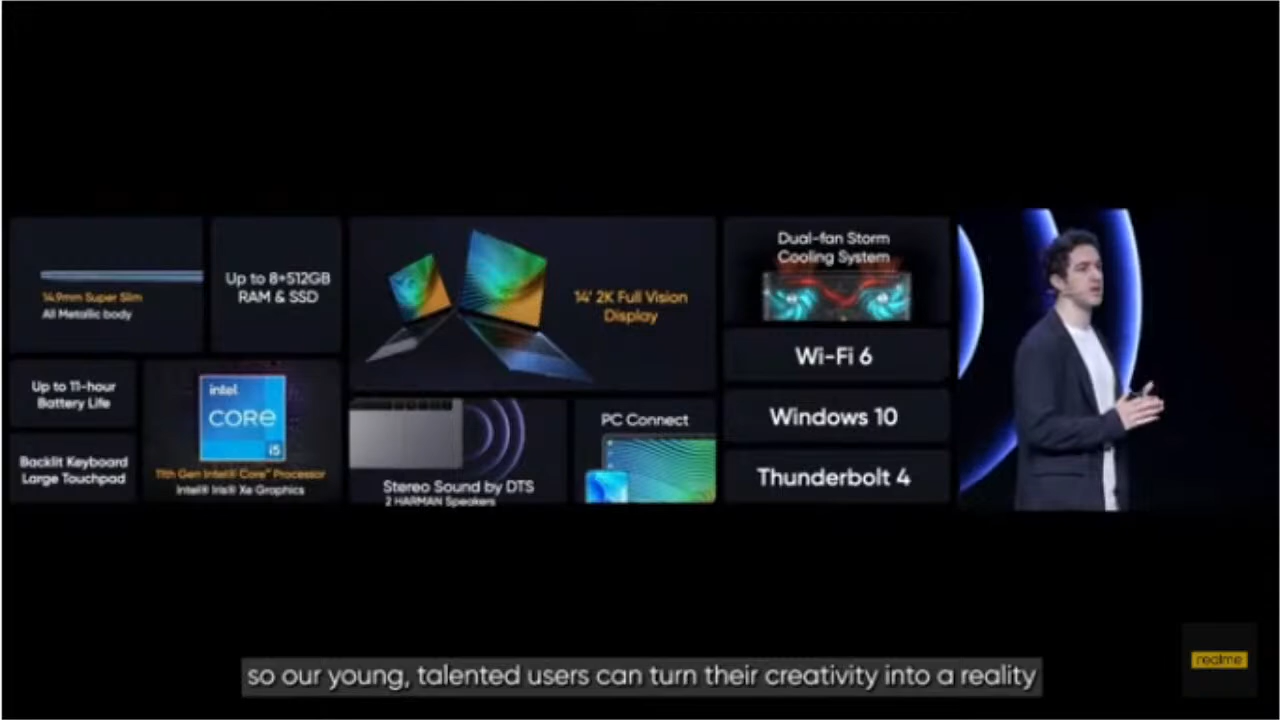 14.9mm Super Slim
All Metallic body
Up to 8+512GB
RAM & SSD
Up to 11-hour
Battery Life
Backlit Keyboard
Large Touchpad
intel
CORE
i5
11th Gen Intel® Core™ Processor
Intel® Iris® Xe Graphics
14' 2K Full Vision
Display
Stereo Sound by DTS
2 HARMAN Speakers
PC Connect
Dual-fan Storm
Cooling System
Wi-Fi 6
Windows 10
Thunderbolt 4
so our young, talented users can turn their creativity into a reality
realme